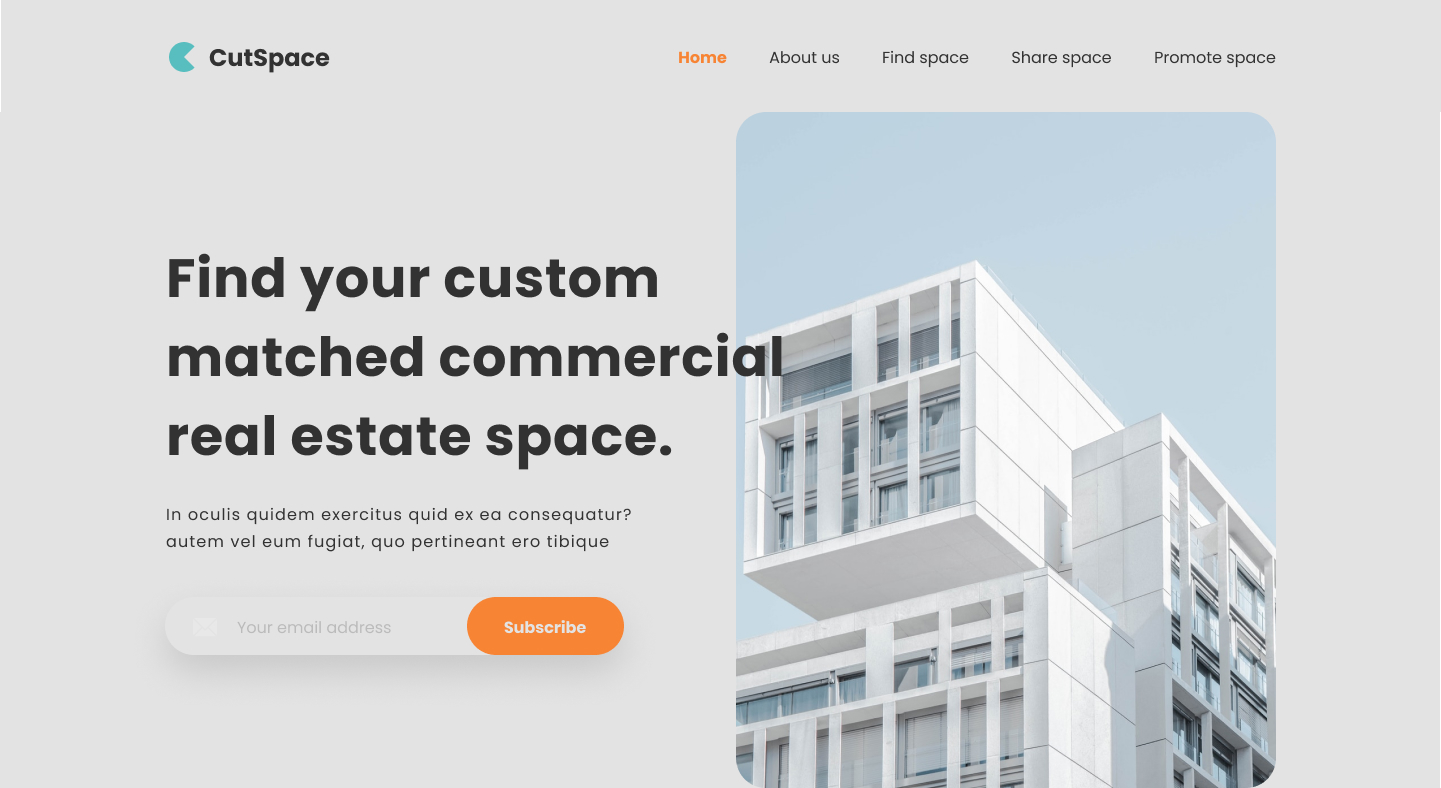 CutSpace
Home
About us
Find space
Share space
Promote space
Find your custom
matched commercial
real estate space.
In oculis quidem exercitus quid ex ea consequatur?
autem vel eum fugiat, quo pertineant ero tibique
Your email address
Subscribe